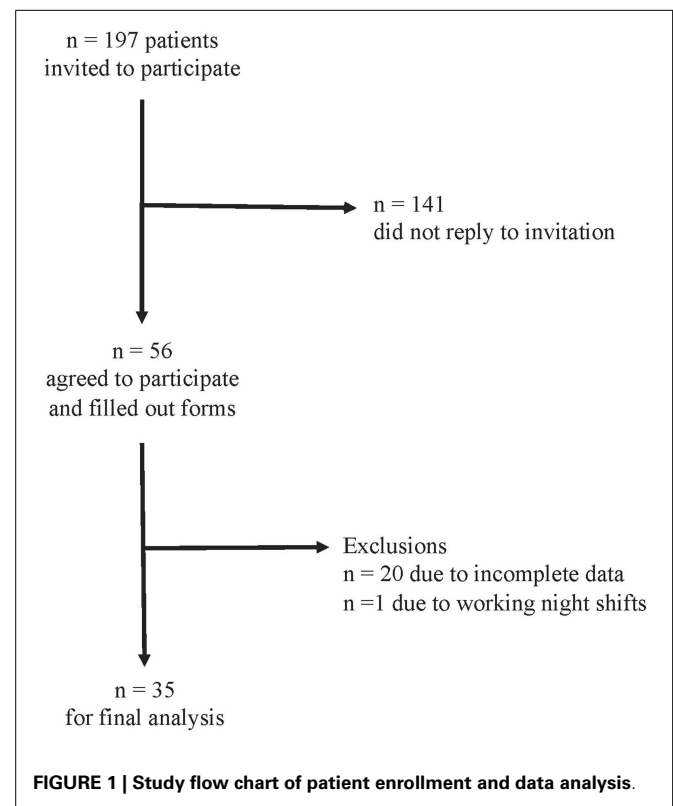 n = 197 patients
invited to participate
n = 141
did not reply to invitation
n = 56
agreed to participate
and filled out forms
Exclusions
n = 20 due to incomplete data
n =1 due to working night shifts
n = 35
for final analysis
FIGURE 1 | Study flow chart of patient enrollment and data analysis.